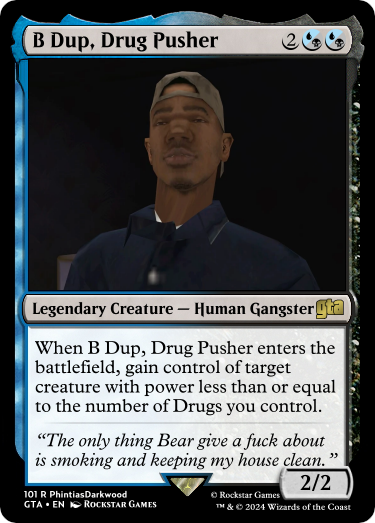 B Dup, Drug Pusher 2
Legendary Creature — Human Gangster gta
When B Dup, Drug Pusher enters the
battlefield, gain control of target
creature with power less than or equal
to the number of Drugs you control.
“The only thing Bear give a fuck about
is smoking and keeping my house clean.”
2/2
101 R PhintiasDarkwood
GTA • EN Rockstar Games
© Rockstar Games
™ & © 2024 Wizards of the Coast